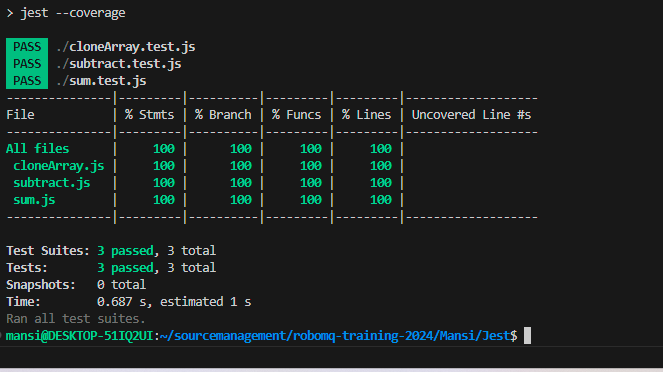 > jest --coverage
PASS ./cloneArray.test.js
PASS ./subtract.test.js
PASS ./sum.test.js
---------------|---------|----------|---------|---------|-------------------
File           | % Stmts | % Branch | % Funcs | % Lines | Uncovered Line #s
---------------|---------|----------|---------|---------|-------------------
All files      |     100 |      100 |     100 |     100 |
 cloneArray.js |     100 |      100 |     100 |     100 |
 subtract.js   |     100 |      100 |     100 |     100 |
 sum.js        |     100 |      100 |     100 |     100 |
---------------|---------|----------|---------|---------|-------------------
Test Suites: 3 passed, 3 total
Tests:       3 passed, 3 total
Snapshots:   0 total
Time:        0.687 s, estimated 1 s
Ran all test suites.
mansi@DESKTOP-51IQ2UI:~/sourcemanagement/robomq-training-2024/Mansi/Jest$